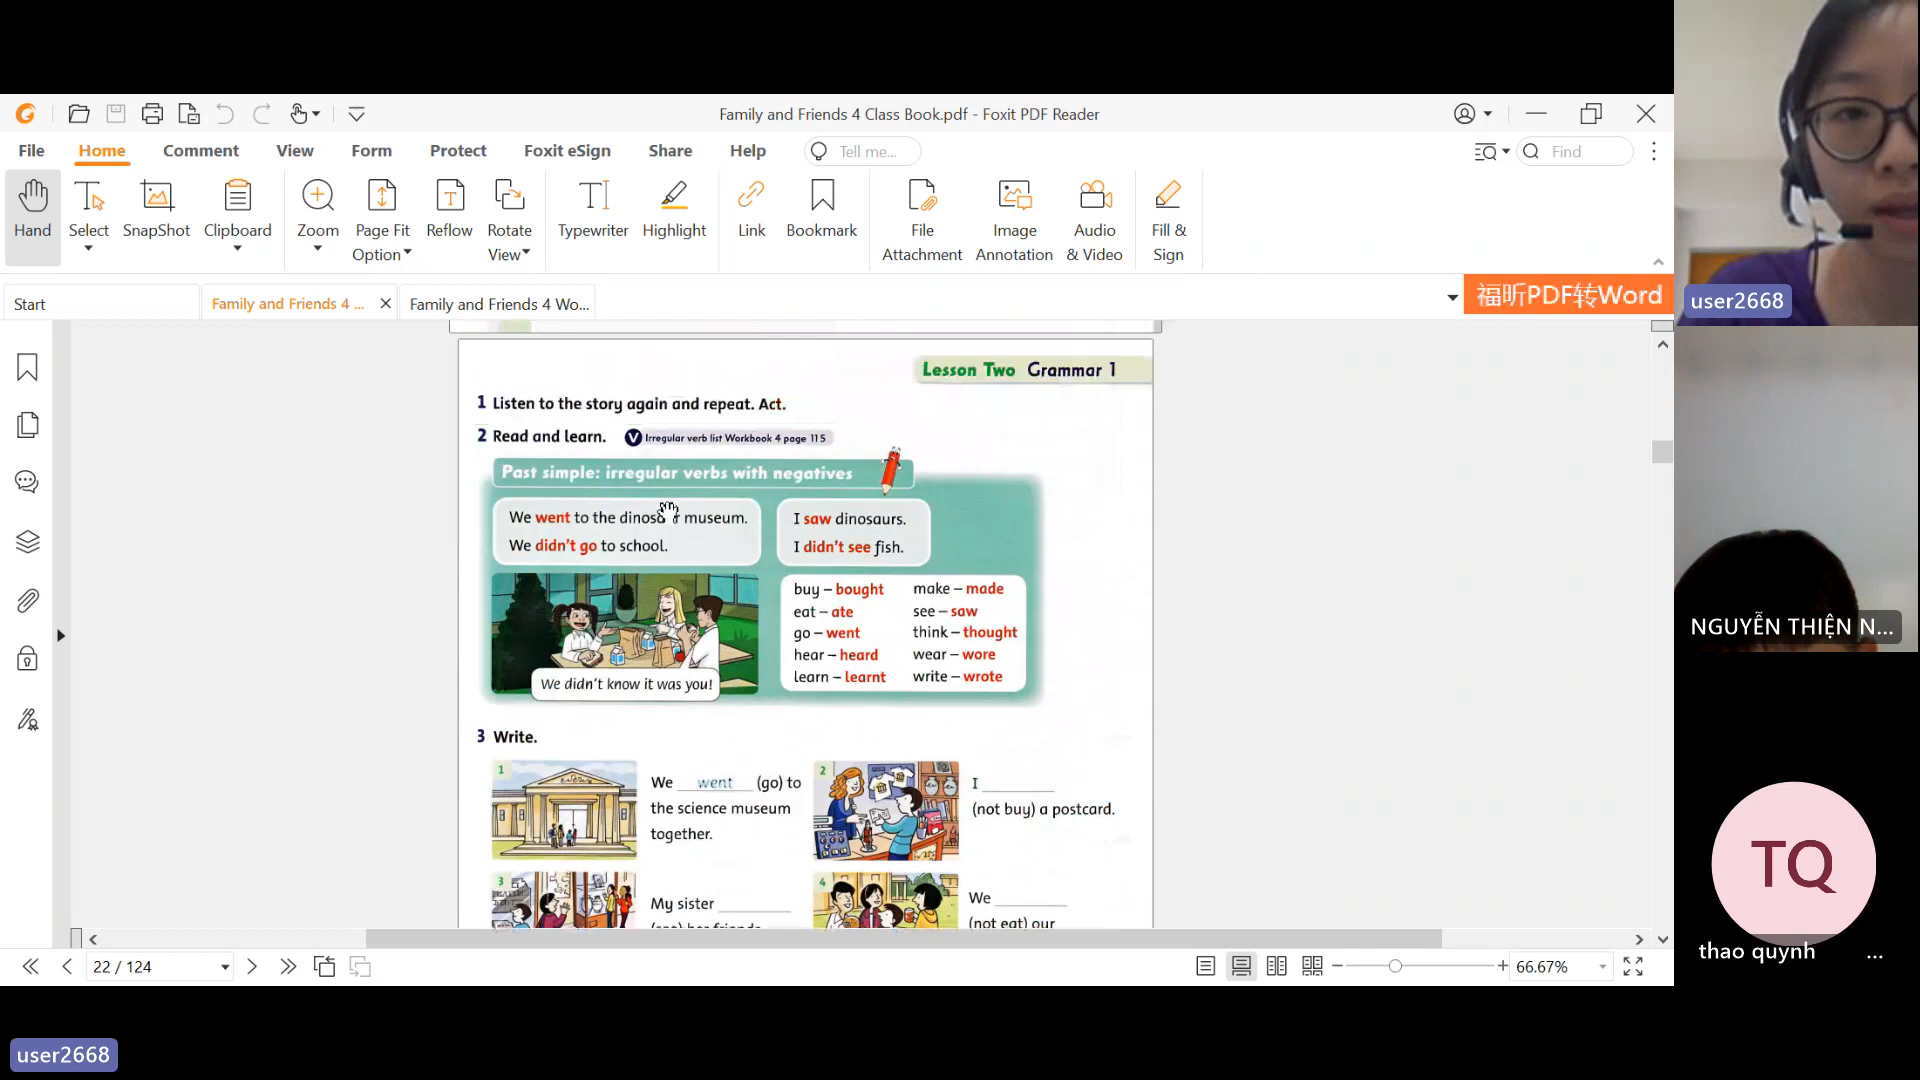 Family and Friends 4 Class Book.pdf - Foxit PDF Reader
File Home Comment View Form Protect Foxit eSign Share Help Tell me... Find
Hand Select SnapShot Clipboard Zoom Page Fit Option Reflow Rotate View Typewriter Highlight Link Bookmark File Attachment Image Annotation Audio & Video Fill & Sign
Start Family and Friends 4 ... Family and Friends 4 Wo... 福昕PDF转Word
Lesson Two Grammar 1
1 Listen to the story again and repeat. Act.
2 Read and learn. V Irregular verb list Workbook 4 page 115
Past simple: irregular verbs with negatives
We went to the dinosaur museum.
We didn't go to school.
I saw dinosaurs.
I didn't see fish.
buy – bought make – made
eat – ate see – saw
go – went think – thought
hear – heard wear – wore
learn – learnt write – wrote
We didn't know it was you!
3 Write.
1
We went (go) to
the science museum
together.
2
I
(not buy) a postcard.
3
My sister
4
We
(not eat) our
22 / 124
66.67%
user2668
NGUYỄN THIỆN N...
TQ
thao quynh ...
user2668